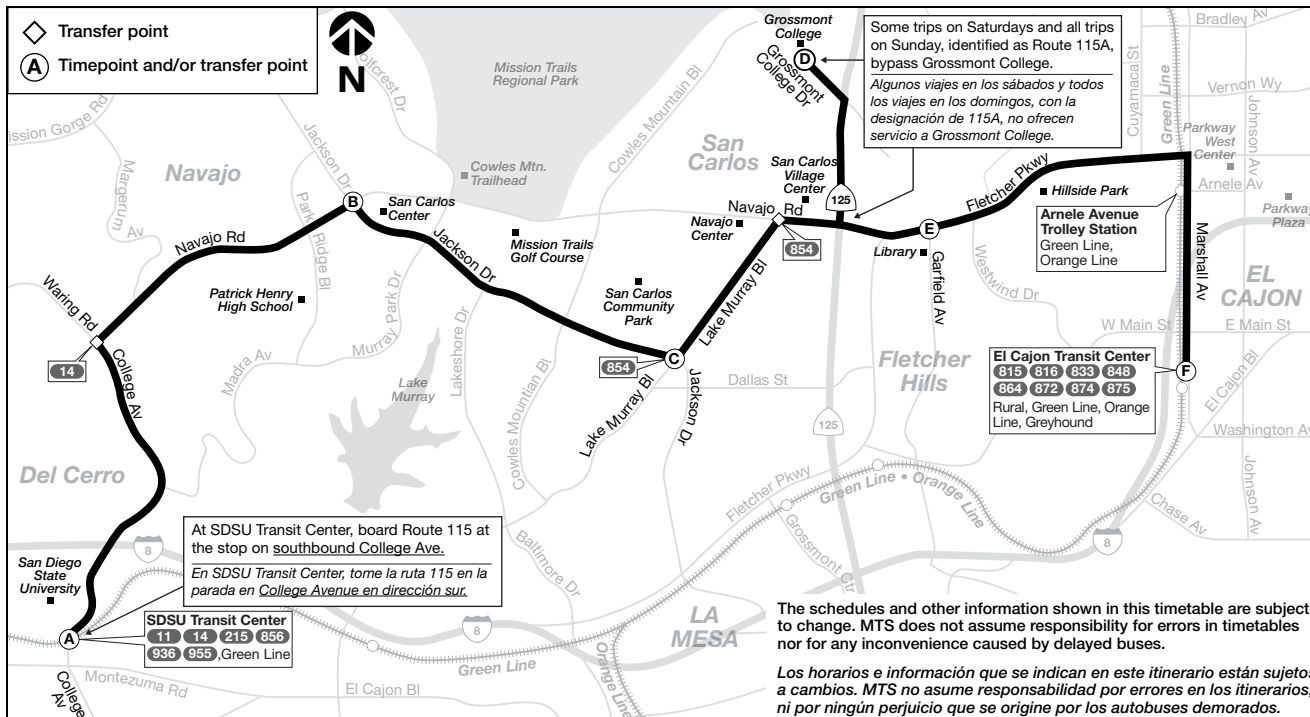 Transfer point
A Timepoint and/or transfer point
N
Grossmont
College
D
Grossmont
College Dr
Some trips on Saturdays and all trips
on Sunday, identified as Route 115A,
bypass Grossmont College.
Algunos viajes en los sábados y todos
los viajes en los domingos, con la
designación de 115A, no ofrecen
servicio a Grossmont College.
Bradley Av
Cuyamaca St
Green Line
Vernon Wy
Johnson Av
Parkway
West
Center
Arnele Av
Parkway
Plaza
Mission Gorge Rd
Margerum Av
Golfcrest Dr
Jackson Dr
Mission Trails
Regional Park
Cowles Mountain Bl
Cowles Mtn.
Trailhead
Navajo
San
Carlos
San Carlos
Village
Center
125
Fletcher Pkwy
Hillside Park
Arnele Avenue
Trolley Station
Green Line,
Orange Line
Marshall Av
EL
CAJON
B
San Carlos
Center
Park Ridge Bl
Navajo Rd
Jackson Dr
Mission Trails
Golf Course
Navajo
Center
Navajo
Rd
854
Library
E
Garfield Av
Westwind Dr
Waring Rd
Patrick Henry
High School
Murray Park Dr
San Carlos
Community
Park
Lake Murray Bl
W Main St
E Main St
14
College Av
Madra Av
Lake
Murray
Lakeshore Dr
Cowles Mountian Bl
854
C
Lake Murray Bl
Jackson Dr
Dallas St
Fletcher
Hills
125
El Cajon Transit Center
815 816 833 848
864 872 874 875
Rural, Green Line, Orange
Line, Greyhound
F
El Cajon Bl
Washington Av
Johnson Av
Chase Av
Del Cerro
Fletcher Pkwy
Green Line • Orange Line
Grossmont Ctr
8
At SDSU Transit Center, board Route 115 at
the stop on southbound College Ave.
En SDSU Transit Center, tome la ruta 115 en la
parada en College Avenue en dirección sur.
8
San Diego
State
University
A
SDSU Transit Center
11 14 215 856
936 955 ,Green Line
Baltimore Dr
8
LA
MESA
Green Line
Orange Line
Montezuma Rd
College Av
El Cajon Bl
The schedules and other information shown in this timetable are subject
to change. MTS does not assume responsibility for errors in timetables
nor for any inconvenience caused by delayed buses.
Los horarios e información que se indican en este itinerario están sujetos
a cambios. MTS no asume responsabilidad por errores en los itinerarios,
ni por ningún perjuicio que se origine por los autobuses demorados.